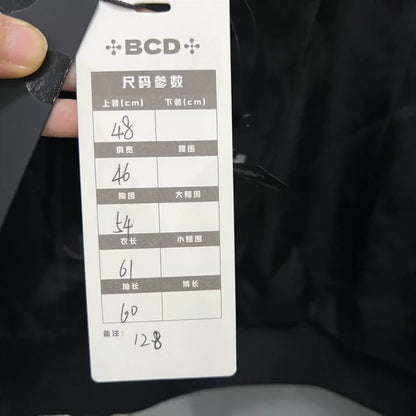 BCD
尺码参数
上装(cm) 下装(cm)
48
肩宽 腰围
46
胸围 大腿围
54
衣长 小腿围
61
袖长 裤长
60
备注: 128